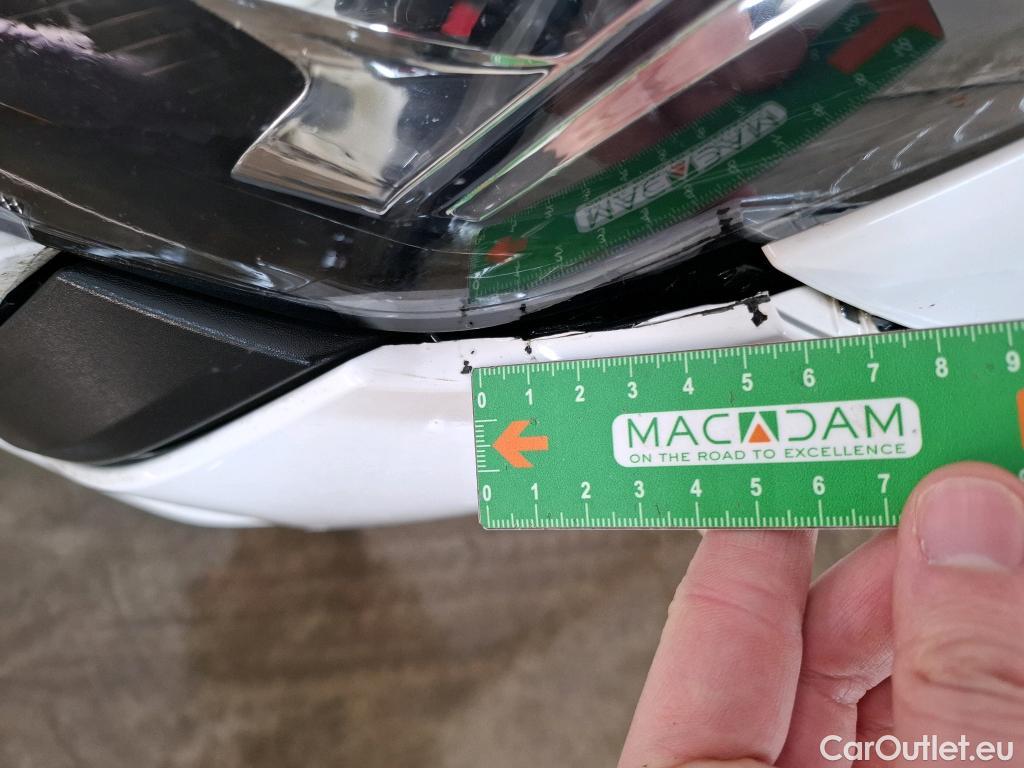 0 1 2 3 4 5 6 7 8 9
MACADAM
ON THE ROAD TO EXCELLENCE
0 1 2 3 4 5 6 7
CarOutlet.eu